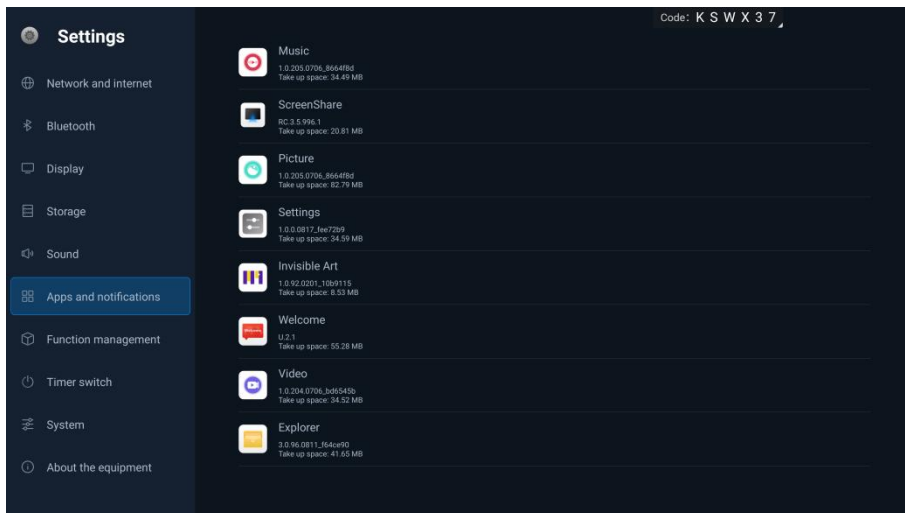 Code: K S W X 3 7
Settings
Network and internet
Bluetooth
Display
Storage
Sound
Apps and notifications
Function management
Timer switch
System
About the equipment
Music
1.0.205.0706_8664f8d
Take up space: 34.49 MB
ScreenShare
RC.3.5.996.1
Take up space: 20.81 MB
Picture
1.0.205.0706_8664f8d
Take up space: 82.79 MB
Settings
1.0.0.0817_fee72b9
Take up space: 34.59 MB
Invisible Art
1.0.92.0201_10b9115
Take up space: 8.53 MB
Welcome
U.2.1
Take up space: 55.28 MB
Video
1.0.204.0706_bd6545b
Take up space: 34.52 MB
Explorer
3.0.96.0811_f64ce90
Take up space: 41.65 MB